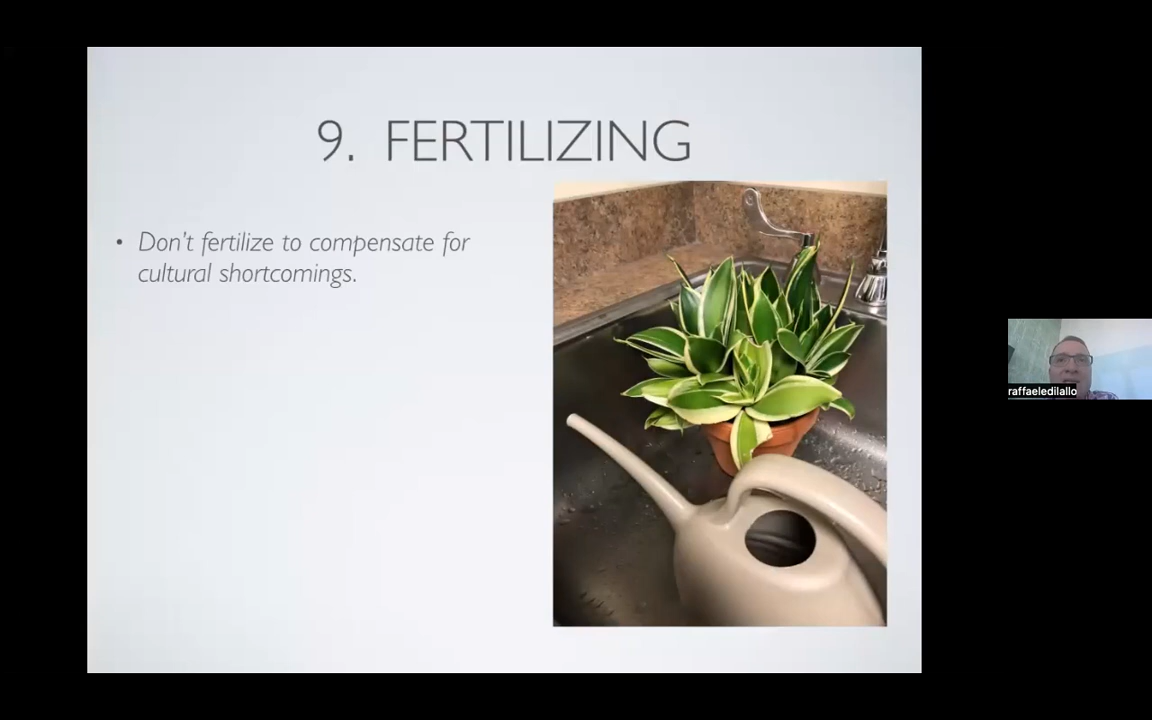 9. FERTILIZING
• Don't fertilize to compensate for
cultural shortcomings.
raffaeledilallo